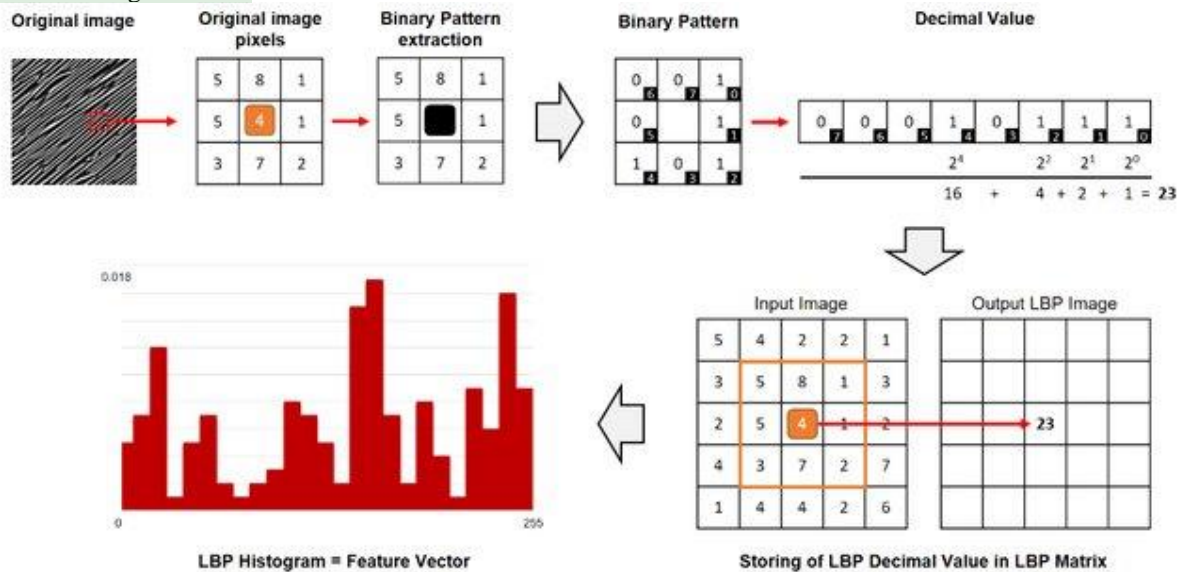 Original image
Original image
pixels
Binary Pattern
extraction
Binary Pattern
Decimal Value
5 8 1
5 4 1
3 7 2
5 8 1
5 1
3 7 2
0 6 0 7 1 0
0 5 1 1
1 4 0 3 1 2
0 7 0 6 0 5 1 4 0 3 1 2 1 1 1 0
2⁴ 2² 2¹ 2⁰
16 + 4 + 2 + 1 = 23
0.018
0 255
LBP Histogram = Feature Vector
Input Image
5 4 2 2 1
3 5 8 1 3
2 5 4 1 2
4 3 7 2 7
1 4 4 2 6
Output LBP Image
23
Storing of LBP Decimal Value in LBP Matrix